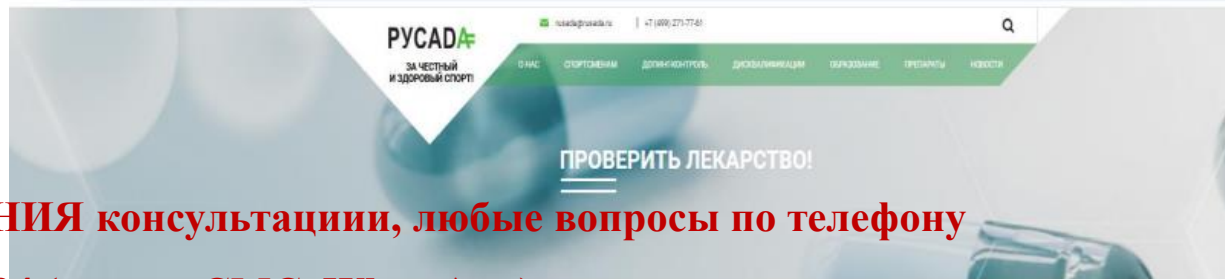 rusada@rusada.ru | +7 (499) 271-77-61
РУСАДА
ЗА ЧЕСТНЫЙ
И ЗДОРОВЫЙ СПОРТ!
О НАС СПОРТСМЕНАМ ДОПИНГ-КОНТРОЛЬ ДИСКВАЛИФИКАЦИИ ОБРАЗОВАНИЕ ПРЕПАРАТЫ НОВОСТИ
ПРОВЕРИТЬ ЛЕКАРСТВО!
НИЯ консультациии, любые вопросы по телефону